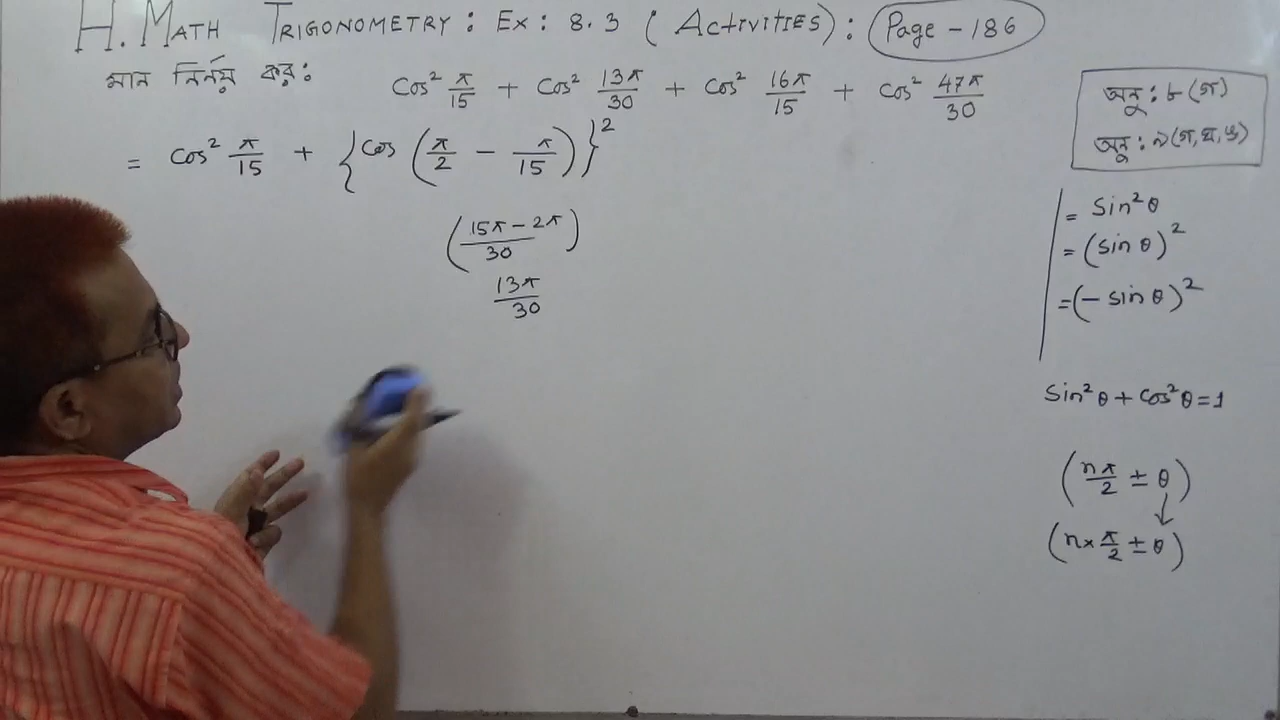 H. MATH TRIGONOMETRY : Ex : 8.3 ( Activities ) : Page - 186
মান নির্নয় কর : cos² π/15 + cos² 13π/30 + cos² 16π/15 + cos² 47π/30
= cos² π/15 + {cos (π/2 - π/15)}²
(15π - 2π / 30)
13π/30
অনু : ৮ (গ)
অনু : ৯ (গ, ঘ, ঙ)
= sin²θ
= (sin θ)²
= (- sin θ)²
sin²θ + cos²θ = 1
(nπ/2 ± θ)
↓
(n× π/2 ± θ)